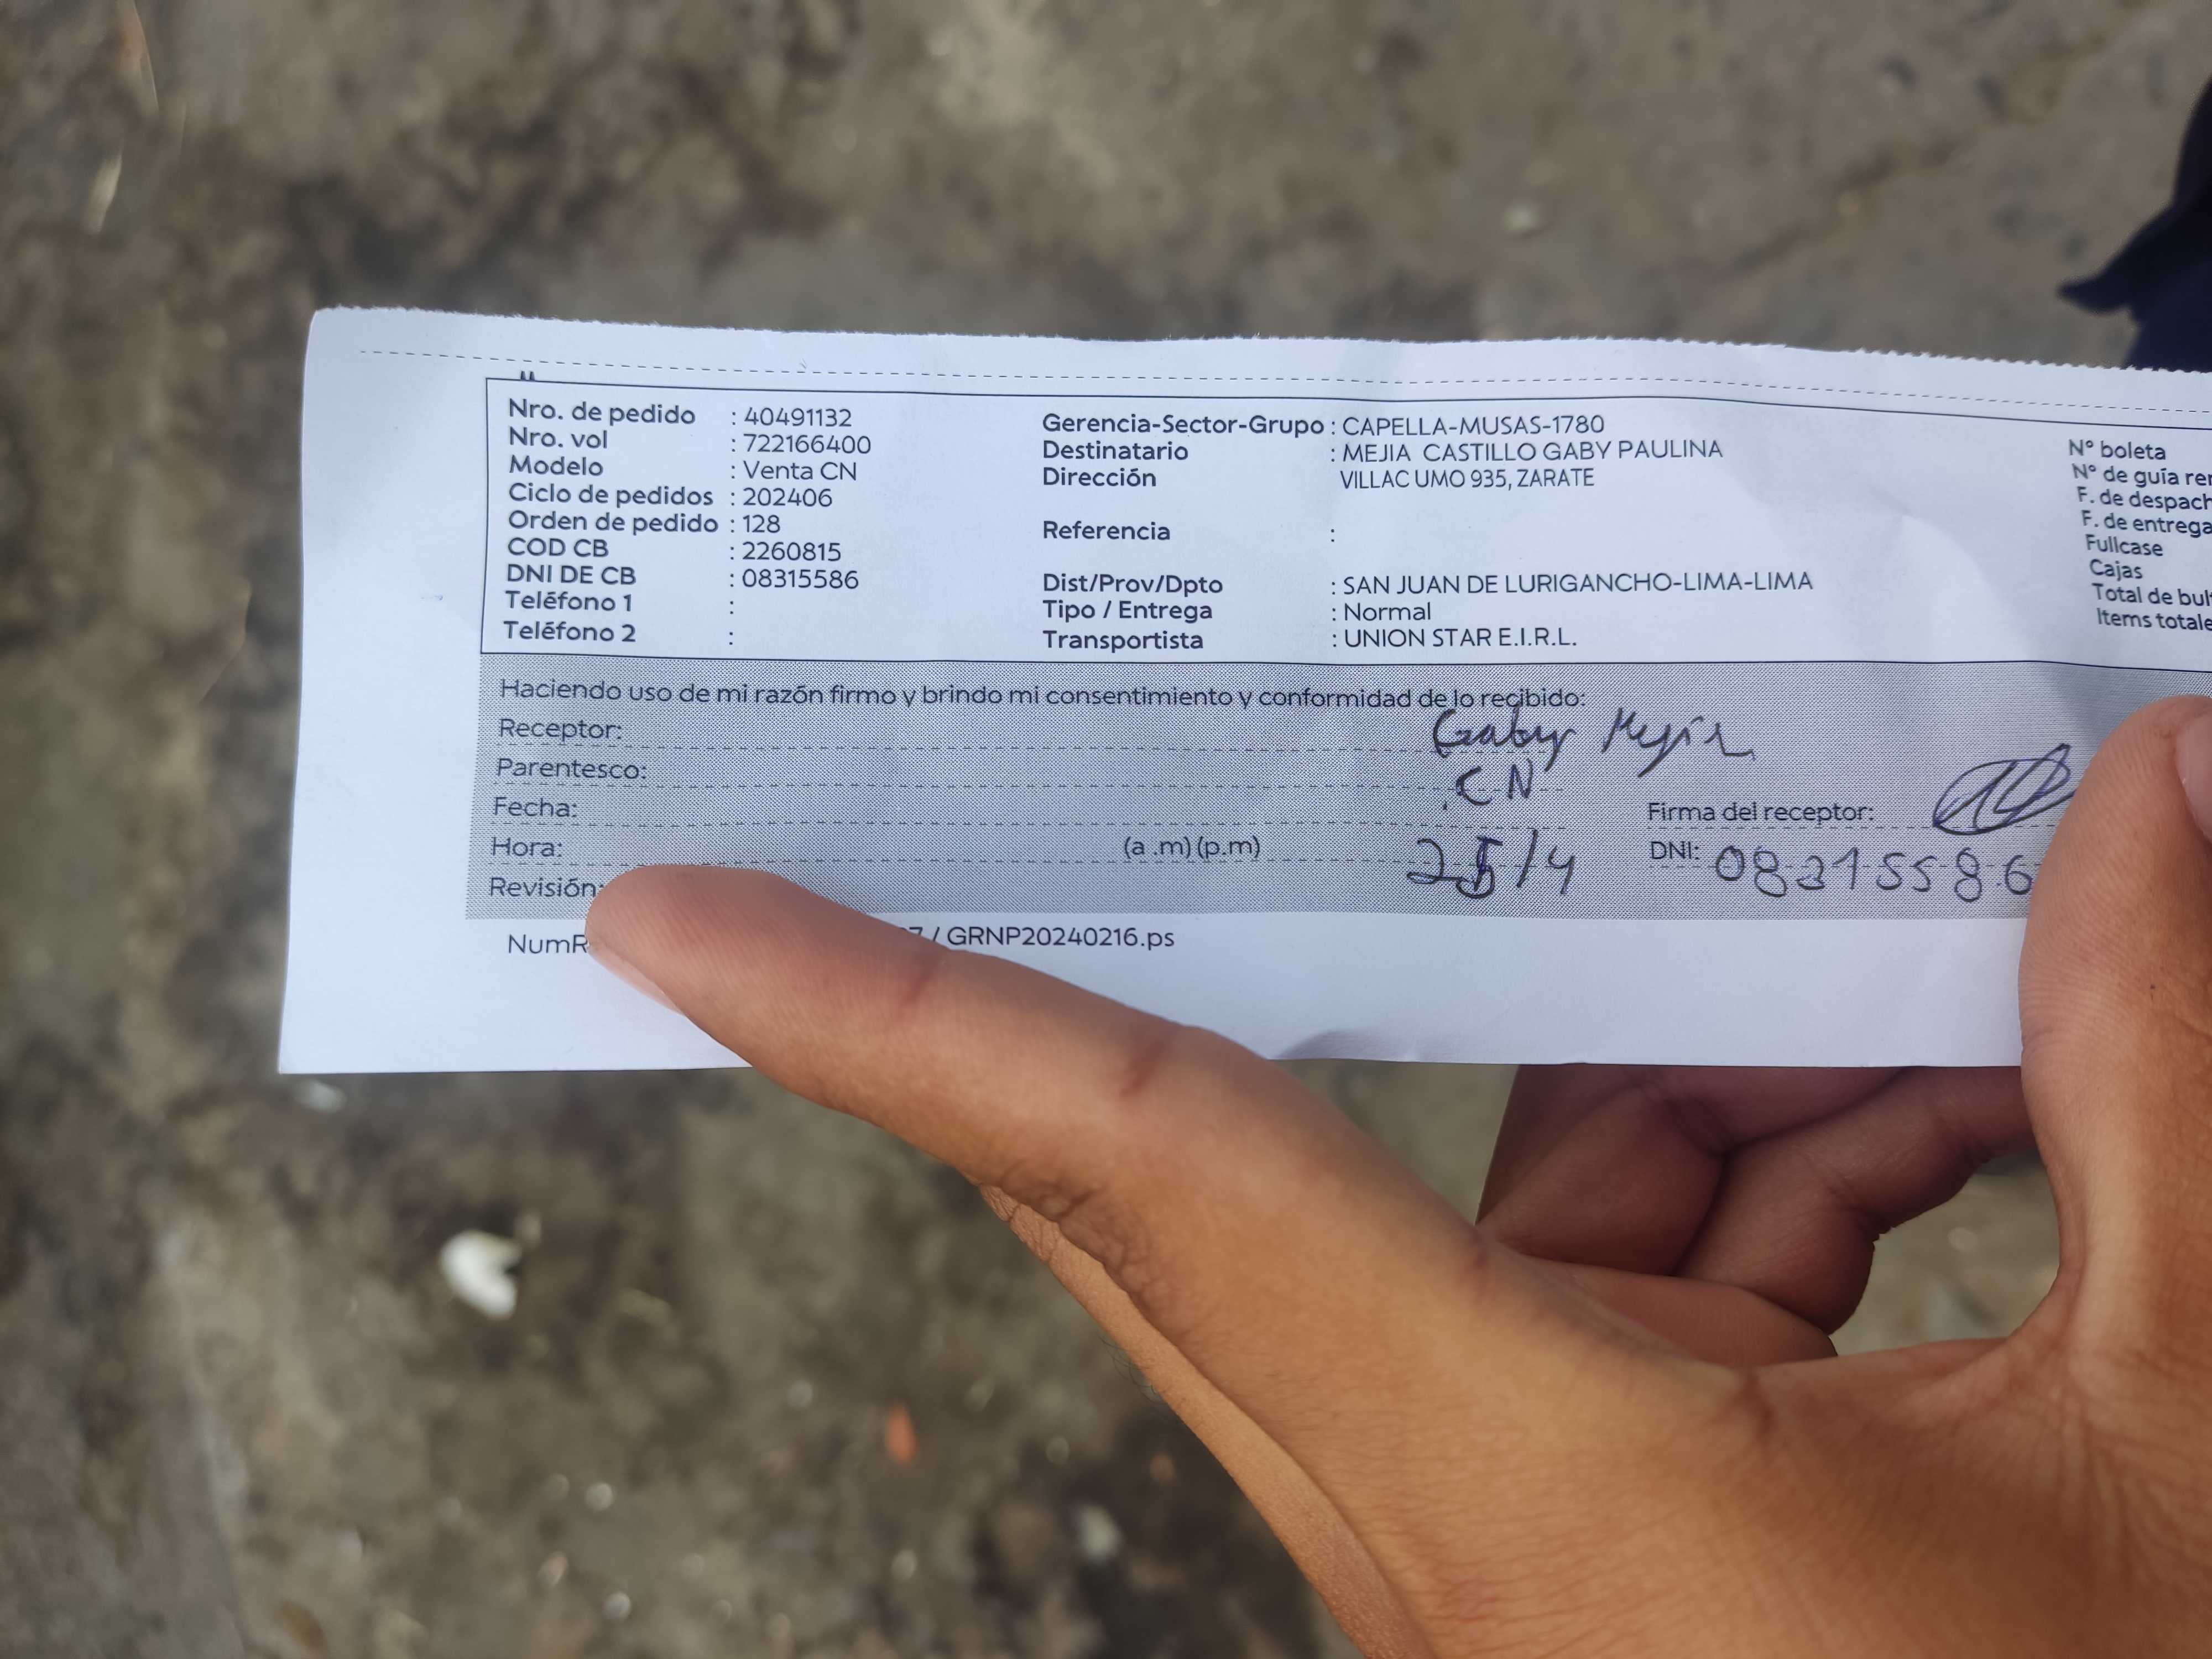 Nro. de pedido : 40491132
Nro. vol : 722166400
Modelo : Venta CN
Ciclo de pedidos : 202406
Orden de pedido : 128
COD CB : 2260815
DNI DE CB : 08315586
Teléfono 1 :
Teléfono 2 :
Gerencia-Sector-Grupo : CAPELLA-MUSAS-1780
Destinatario : MEJIA CASTILLO GABY PAULINA
Dirección VILLAC UMO 935, ZARATE
Referencia :
Dist/Prov/Dpto : SAN JUAN DE LURIGANCHO-LIMA-LIMA
Tipo / Entrega : Normal
Transportista : UNION STAR E.I.R.L.
N° boleta
N° de guía
F. de
F. de entrega
Fullcase
Cajas
Total de
Items
Haciendo uso de mi razón firmo y brindo mi consentimiento y conformidad de lo recibido:
Receptor: Gaby Mejía
Parentesco: CN
Fecha:
Hora: (a .m) (p.m) 25/4
Revisión:
Firma del receptor:
DNI: 08315586
/ GRNP20240216.ps